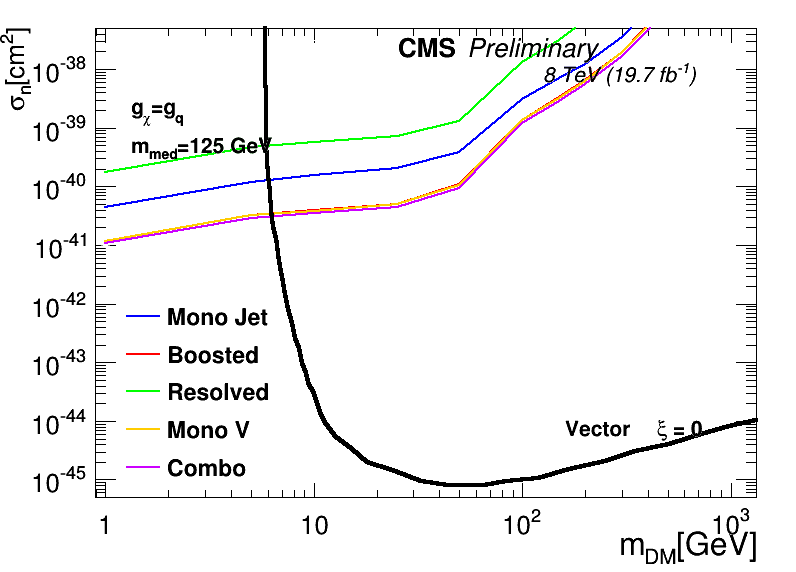 σn[cm²]
CMS Preliminary
8 TeV (19.7 fb⁻¹)
gχ=gq
mmed=125 GeV
10⁻³⁸
10⁻³⁹
10⁻⁴⁰
10⁻⁴¹
10⁻⁴²
10⁻⁴³
10⁻⁴⁴
10⁻⁴⁵
Mono Jet
Boosted
Resolved
Mono V
Combo
Vector ξ = 0
1 10 10² 10³
mDM[GeV]